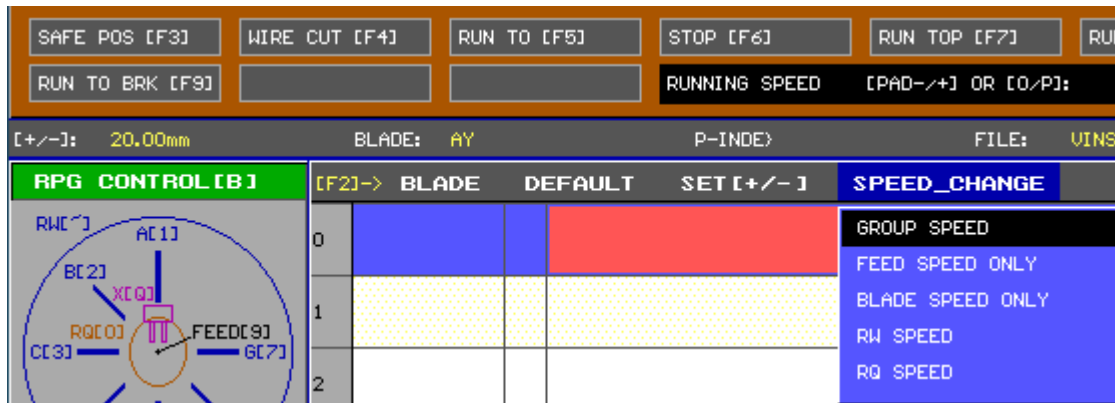 SAFE POS [F3] WIRE CUT [F4] RUN TO [F5] STOP [F6] RUN TOP [F7] RU
RUN TO BRK [F9] RUNNING SPEED [PAD-/+] OR [O/P]:
[+/-]: 20.00mm BLADE: AY P-INDE> FILE: VINS
RPG CONTROL[B] [F2]-> BLADE DEFAULT SET[+/-] SPEED_CHANGE
RW[~] A[1] B[2] X[Q] RQ[0] FEED[9] C[3] G[7]
0
1
2
GROUP SPEED
FEED SPEED ONLY
BLADE SPEED ONLY
RW SPEED
RQ SPEED